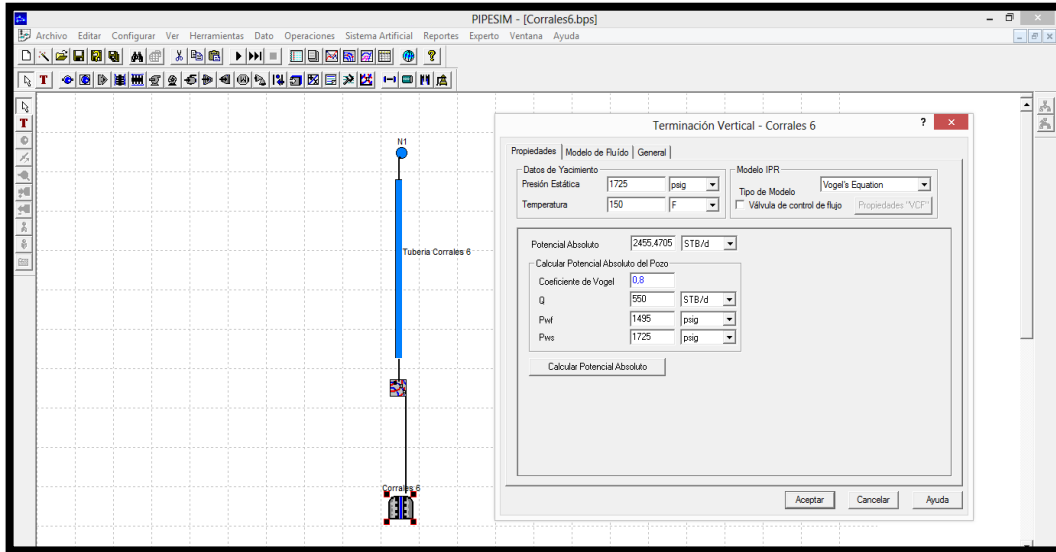 PIPESIM - [Corrales6.bps]
Archivo Editar Configurar Ver Herramientas Dato Operaciones Sistema Artificial Reportes Experto Ventana Ayuda
T
T
N1
Tuberia Corrales 6
Corrales 6
Terminación Vertical - Corrales 6
Propiedades Modelo de Fluído General
Datos de Yacimiento
Presión Estática 1725 psig
Temperatura 150 F
Modelo IPR
Tipo de Modelo Vogel's Equation
Válvula de control de flujo Propiedades "VCF"
Potencial Absoluto 2455,4705 STB/d
Calcular Potencial Absoluto del Pozo
Coeficiente de Vogel 0,8
Q 550 STB/d
Pwf 1495 psig
Pws 1725 psig
Calcular Potencial Absoluto
Aceptar Cancelar Ayuda